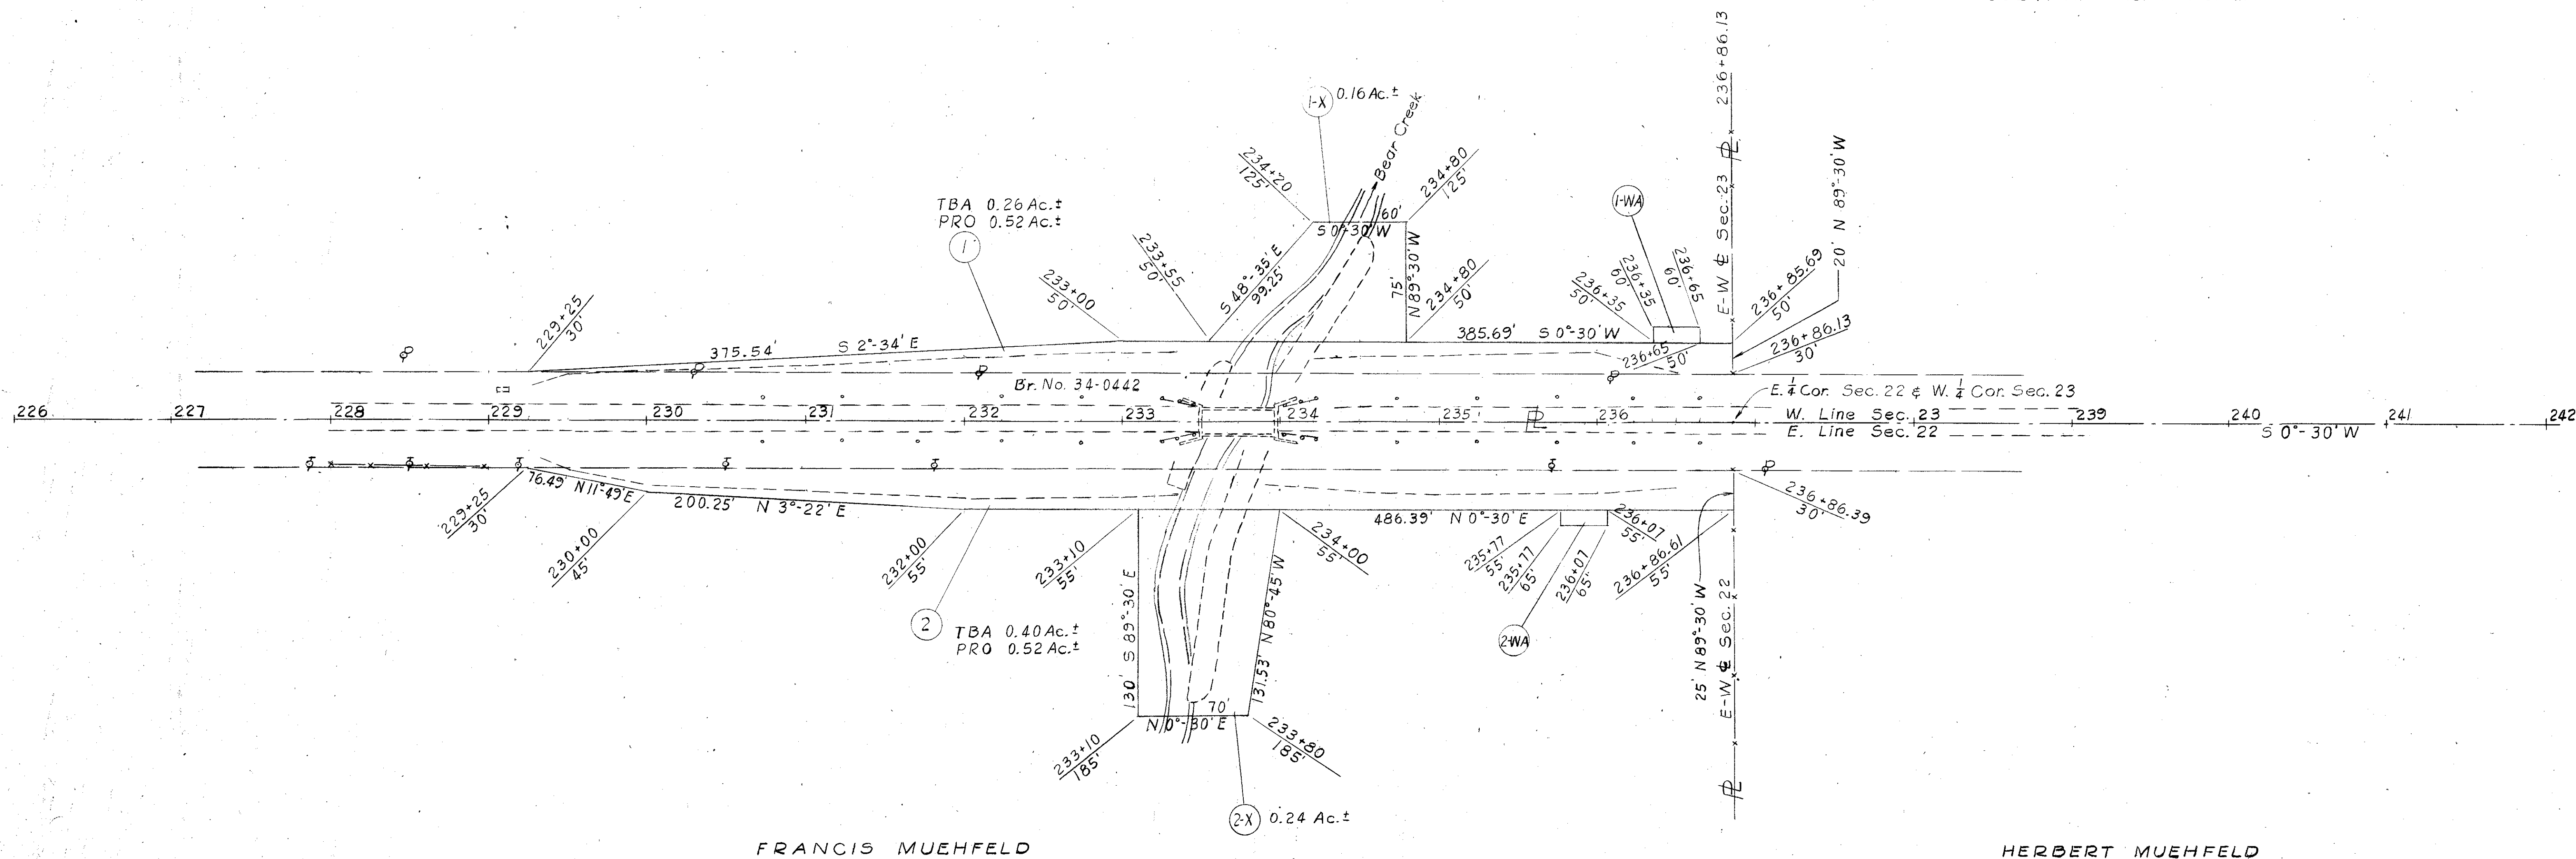 236+86.13
E-W ℄ Sec. 23 ℙL
1-X 0.16 Ac.±
Bear Creek
234+20
125'
234+80
125'
60'
S 0°-30' W
TBA 0.26 Ac.±
PRO 0.52 Ac.±
1
1-WA
20' N 89°-30' W
233+55
50'
S 48°-35' E
99.25'
75'
N 89°-30' W
234+80
50'
233+00
50'
236+35
50'
236+35
60'
236+65
60'
236+85.69
50'
229+25
30'
375.54' S 2°-34' E
385.69' S 0°-30' W
236+65
50'
236+86.13
30'
Br. No. 34-0442
E. 1/4 Cor. Sec. 22 & W. 1/4 Cor. Sec. 23
226 227 228 229 230 231 232 233 234 235 ℙL 236 W. Line Sec. 23 239 240 241 242
E. Line Sec. 22
S 0°-30' W
76.49' N 11°-49' E
200.25' N 3°-22' E
486.39' N 0°-30' E
229+25
30'
230+00
45'
232+00
55'
233+10
55'
234+00
55'
235+77
55'
235+77
65'
236+07
65'
236+07
55'
236+86.61
55'
236+86.39
30'
2
TBA 0.40 Ac.±
PRO 0.52 Ac.±
130' S 89°-30' E
131.53' N 80°-45' W
2-WA
25' N 89°-30' W
E-W ℄ Sec. 22
ℙL
70'
N 0°-30' E
233+10
185'
233+80
185'
2-X 0.24 Ac.±
FRANCIS MUEHFELD
HERBERT MUEHFELD